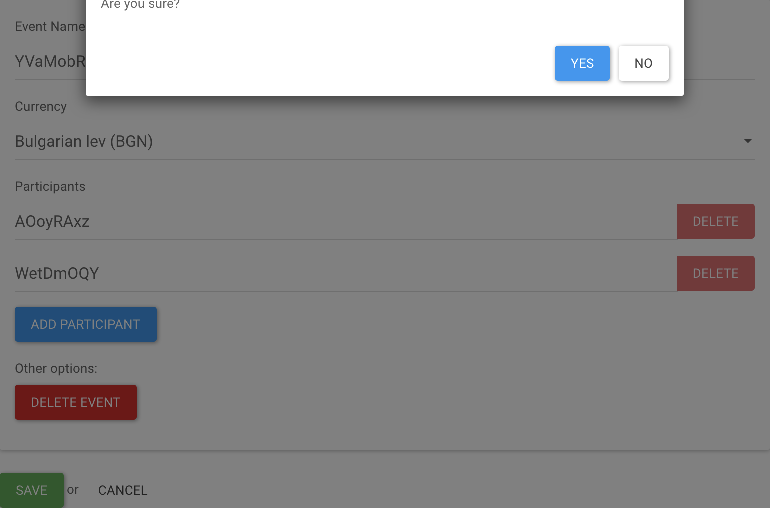 Are you sure?
YES NO
Event Name
YVaMobR
Currency
Bulgarian lev (BGN)
Participants
AOoyRAxz DELETE
WetDmOQY DELETE
ADD PARTICIPANT
Other options:
DELETE EVENT
SAVE or CANCEL